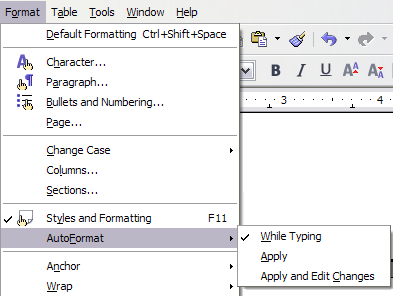 Format Table Tools Window Help
Default Formatting Ctrl+Shift+Space
Character...
Paragraph...
Bullets and Numbering...
Page...
Change Case
Columns...
Sections...
Styles and Formatting F11
AutoFormat
Anchor
Wrap
While Typing
Apply
Apply and Edit Changes
B I U A A
3 4